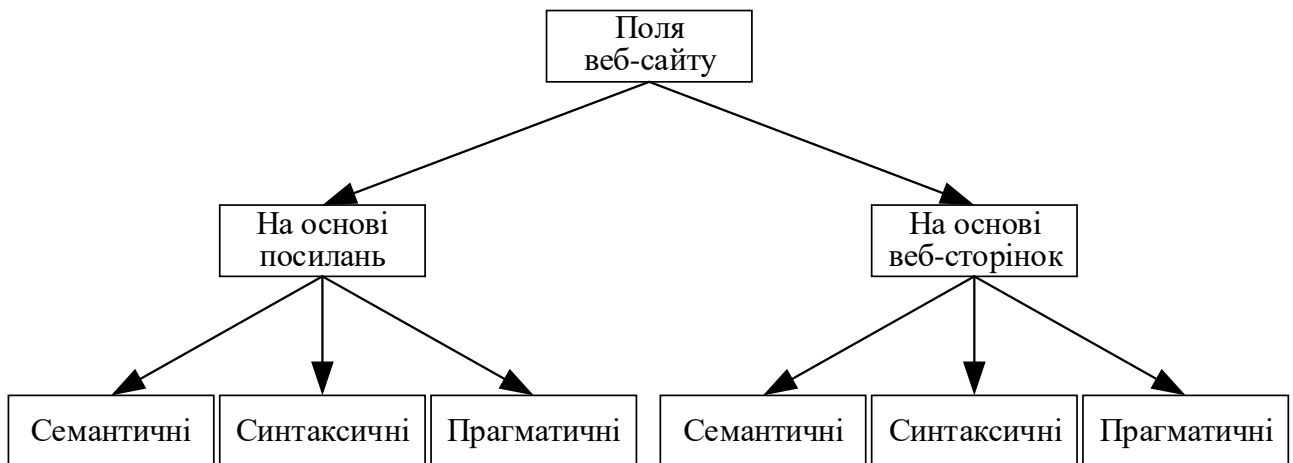 Поля
веб-сайту
На основі
посилань
На основі
веб-сторінок
Семантичні
Синтаксичні
Прагматичні
Семантичні
Синтаксичні
Прагматичні